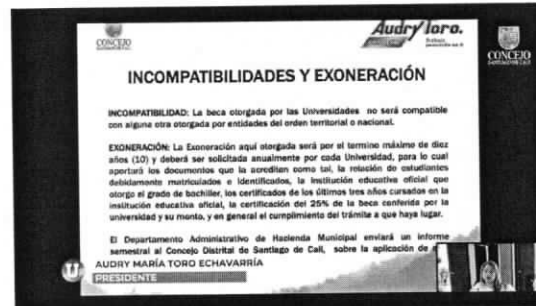 CONCEJO
Audry Toro.
CONCEJO
INCOMPATIBILIDADES Y EXONERACIÓN
INCOMPATIBILIDAD: La beca otorgada por las Universidades no será compatible
con alguna otra otorgada por entidades del orden territorial o nacional.
EXONERACIÓN: La Exoneración aquí otorgada será por el termino máximo de diez
años (10) y deberá ser solicitada anualmente por cada Universidad, para lo cual
aportará los documentos que la acreditan como tal, la relación de estudiantes
debidamente matriculados e identificados, la institución educativa oficial que
otorgo el grado de bachiller, los certificados de los últimos tres años cursados en la
institución educativa oficial, la certificación del 25% de la beca conferida por la
universidad y su monto, y en general el cumplimiento del trámite a que haya lugar.
El Departamento Administrativo de Hacienda Municipal enviará un informe
semestral al Concejo Distrital de Santiago de Cali, sobre la aplicación de
U AUDRY MARÍA TORO ECHAVARRÍA
PRESIDENTE